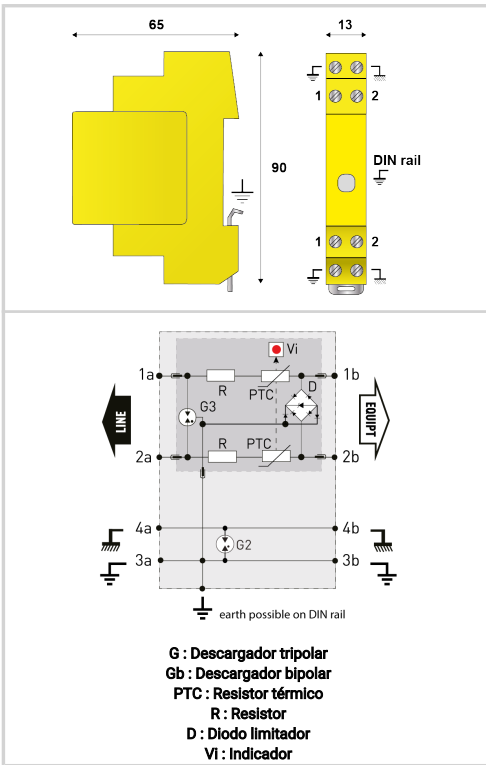 65
13
90
1 2
DIN rail
1 2
Vi
1a R PTC D 1b
LINE
G3
EQUIPT
2a R PTC 2b
4a 4b
G2
3a 3b
earth possible on DIN rail
G : Descargador tripolar
Gb : Descargador bipolar
PTC : Resistor térmico
R : Resistor
D : Diodo limitador
Vi : Indicador